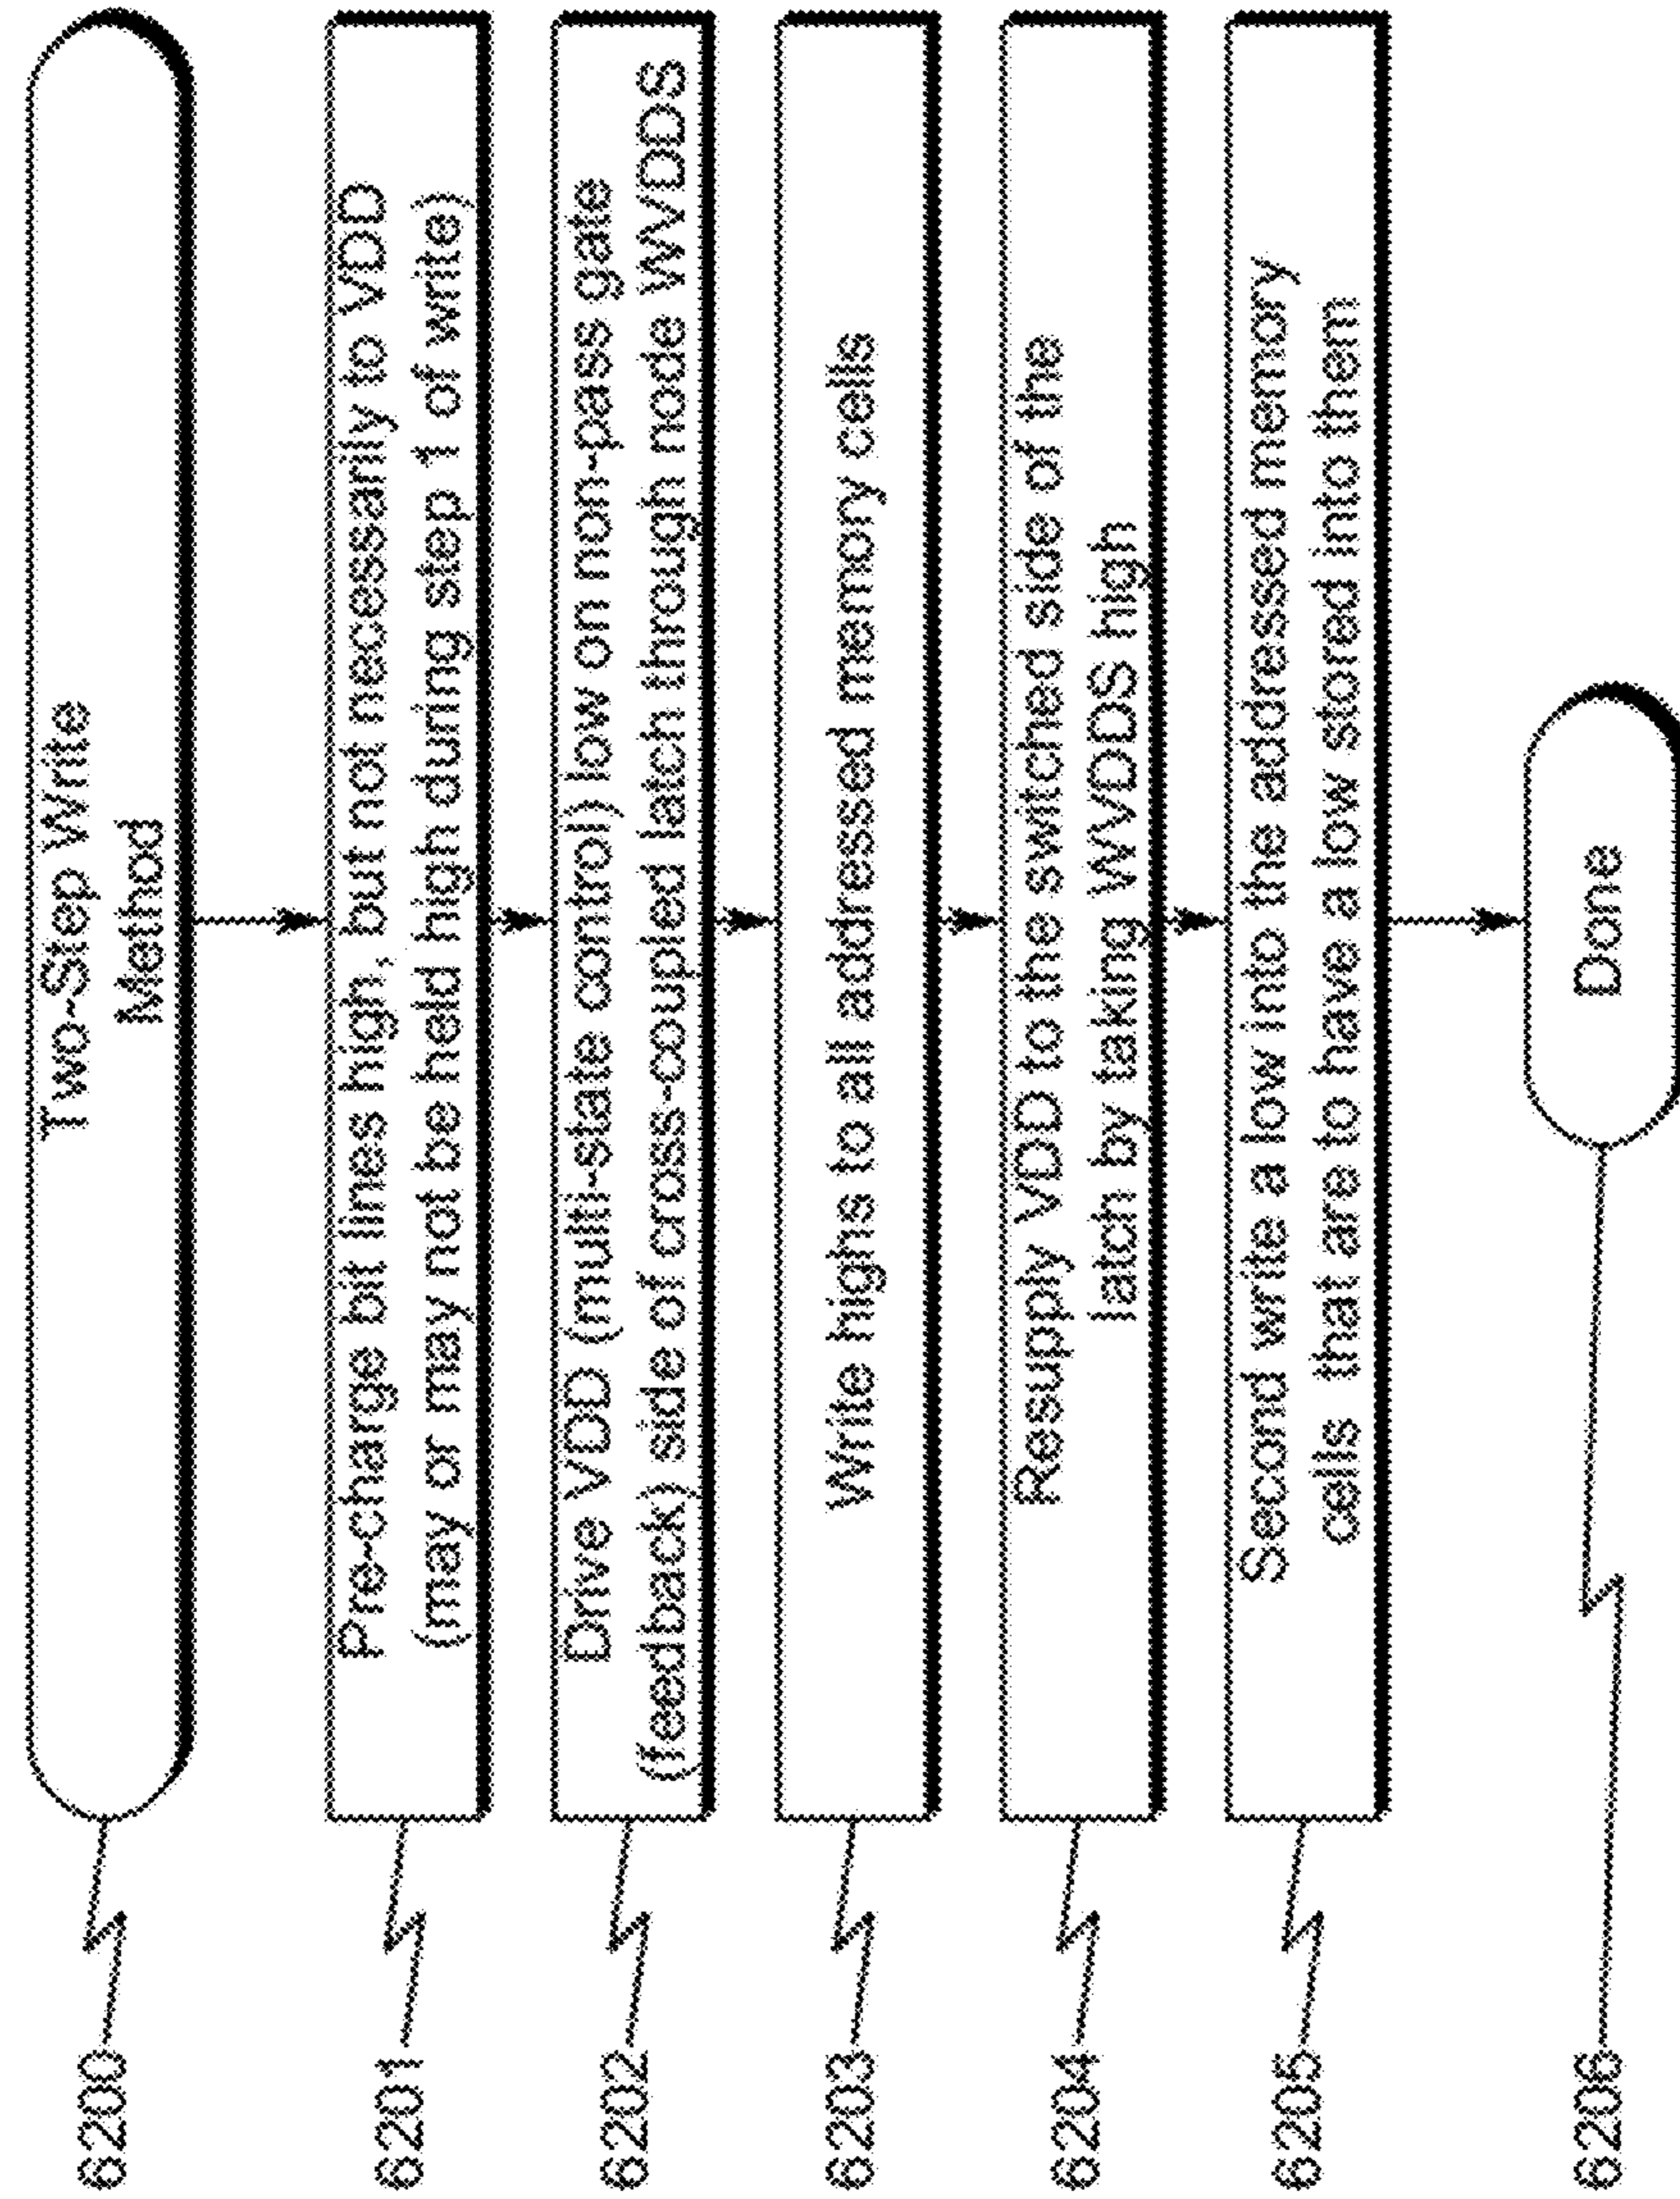 6200
Two-Step Write
Method
6201
Pre-charge bit lines high, but not necessarily to VDD
(may or may not be held high during step 1 of write)
6202
Drive VDD (multi-state control) low on non-pass gate
(feedback) side of cross-coupled latch through node WVDDS
6203
Write highs to all addressed memory cells
6204
Resupply VDD to the switched side of the
latch by taking WVDDS high
6205
Second write a low into the addressed memory
cells that are to have a low stored into them
6206
Done